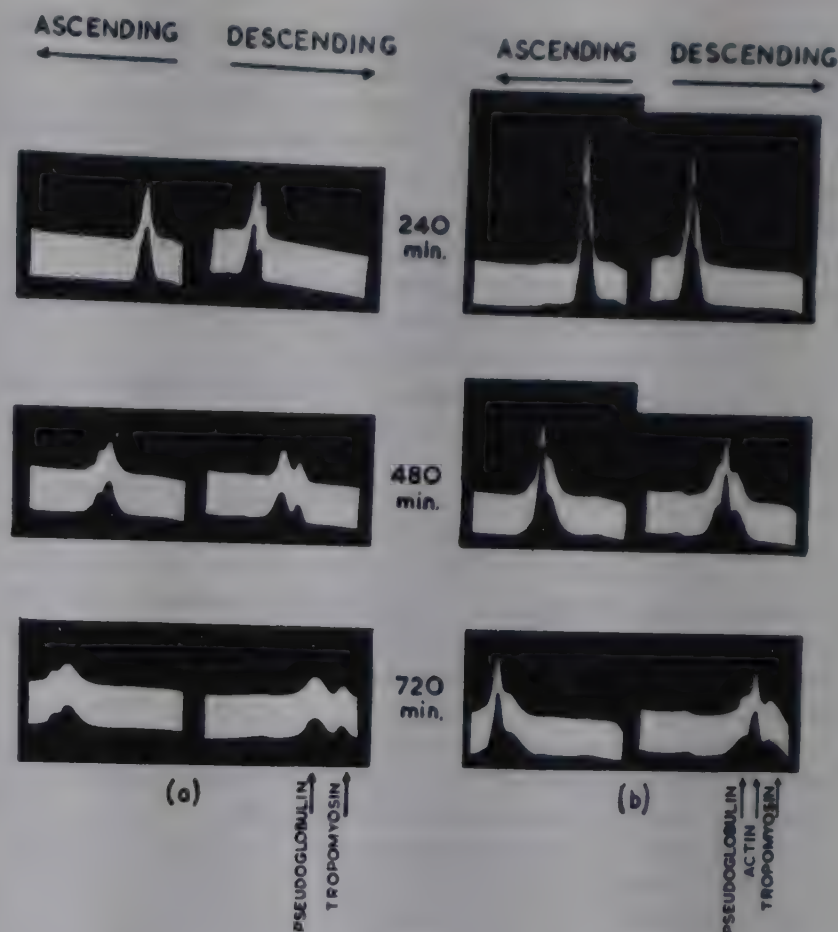 ASCENDING DESCENDING
ASCENDING DESCENDING
240
min.
480
min.
720
min.
(a)
(b)
PSEUDOGLOBULIN
TROPOMYOSIN
PSEUDOGLOBULIN
ACTIN
TROPOMYOSIN